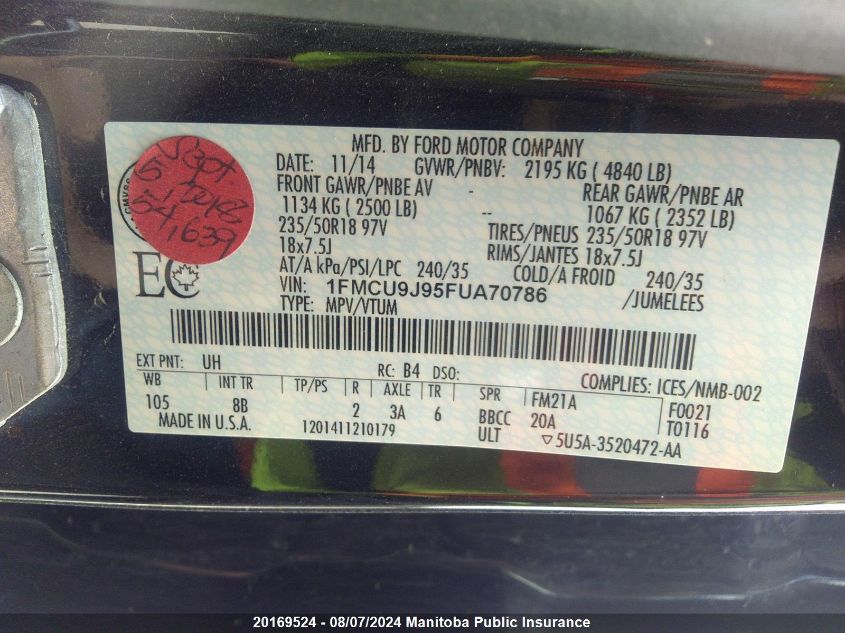 MFD. BY FORD MOTOR COMPANY
DATE: 11/14 GVWR/PNBV: 2195 KG ( 4840 LB)
FRONT GAWR/PNBE AV - REAR GAWR/PNBE AR
1134 KG ( 2500 LB) -- 1067 KG ( 2352 LB)
235/50R18 97V TIRES/PNEUS 235/50R18 97V
18x7.5J RIMS/JANTES 18x7.5J
AT/A kPa/PSI/LPC 240/35 COLD/A FROID 240/35
VIN: 1FMCU9J95FUA70786 /JUMELEES
TYPE: MPV/VTUM
EXT PNT: UH RC: B4 DSO: COMPLIES: ICES/NMB-002
WB INT TR TP/PS R AXLE TR SPR FM21A F0021
105 8B 2 3A 6 BBCC 20A T0116
MADE IN U.S.A. 1201411210179 ULT 5U5A-3520472-AA
EC
1639
20169524 - 08/07/2024 Manitoba Public Insurance